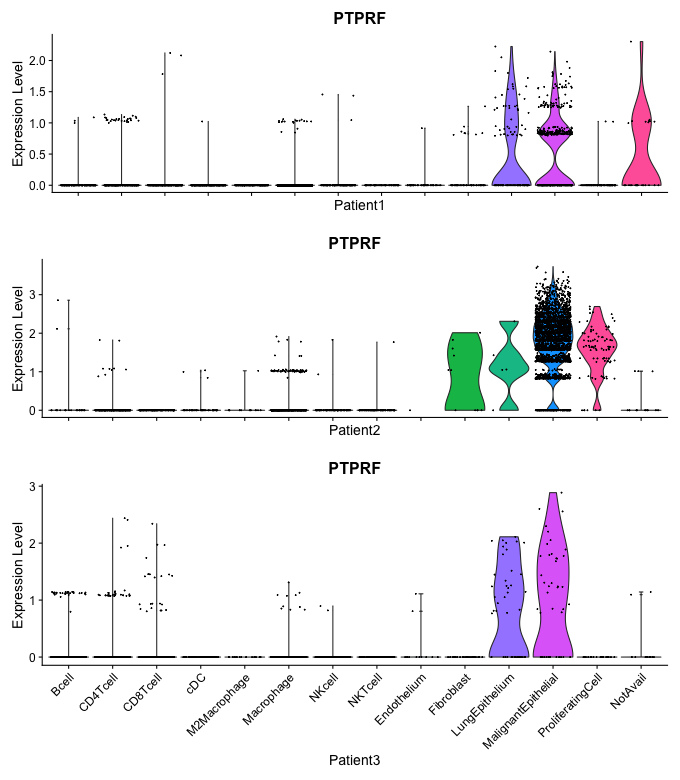 PTPRF
Expression Level
2.0
1.5
1.0
0.5
0.0
Patient1
PTPRF
Expression Level
3
2
1
0
Patient2
PTPRF
Expression Level
3
2
1
0
Bcell
CD4Tcell
CD8Tcell
cDC
M2Macrophage
Macrophage
NKcell
NKTcell
Endothelium
Fibroblast
LungEpithelium
MalignantEpithelial
ProliferatingCell
NotAvail
Patient3